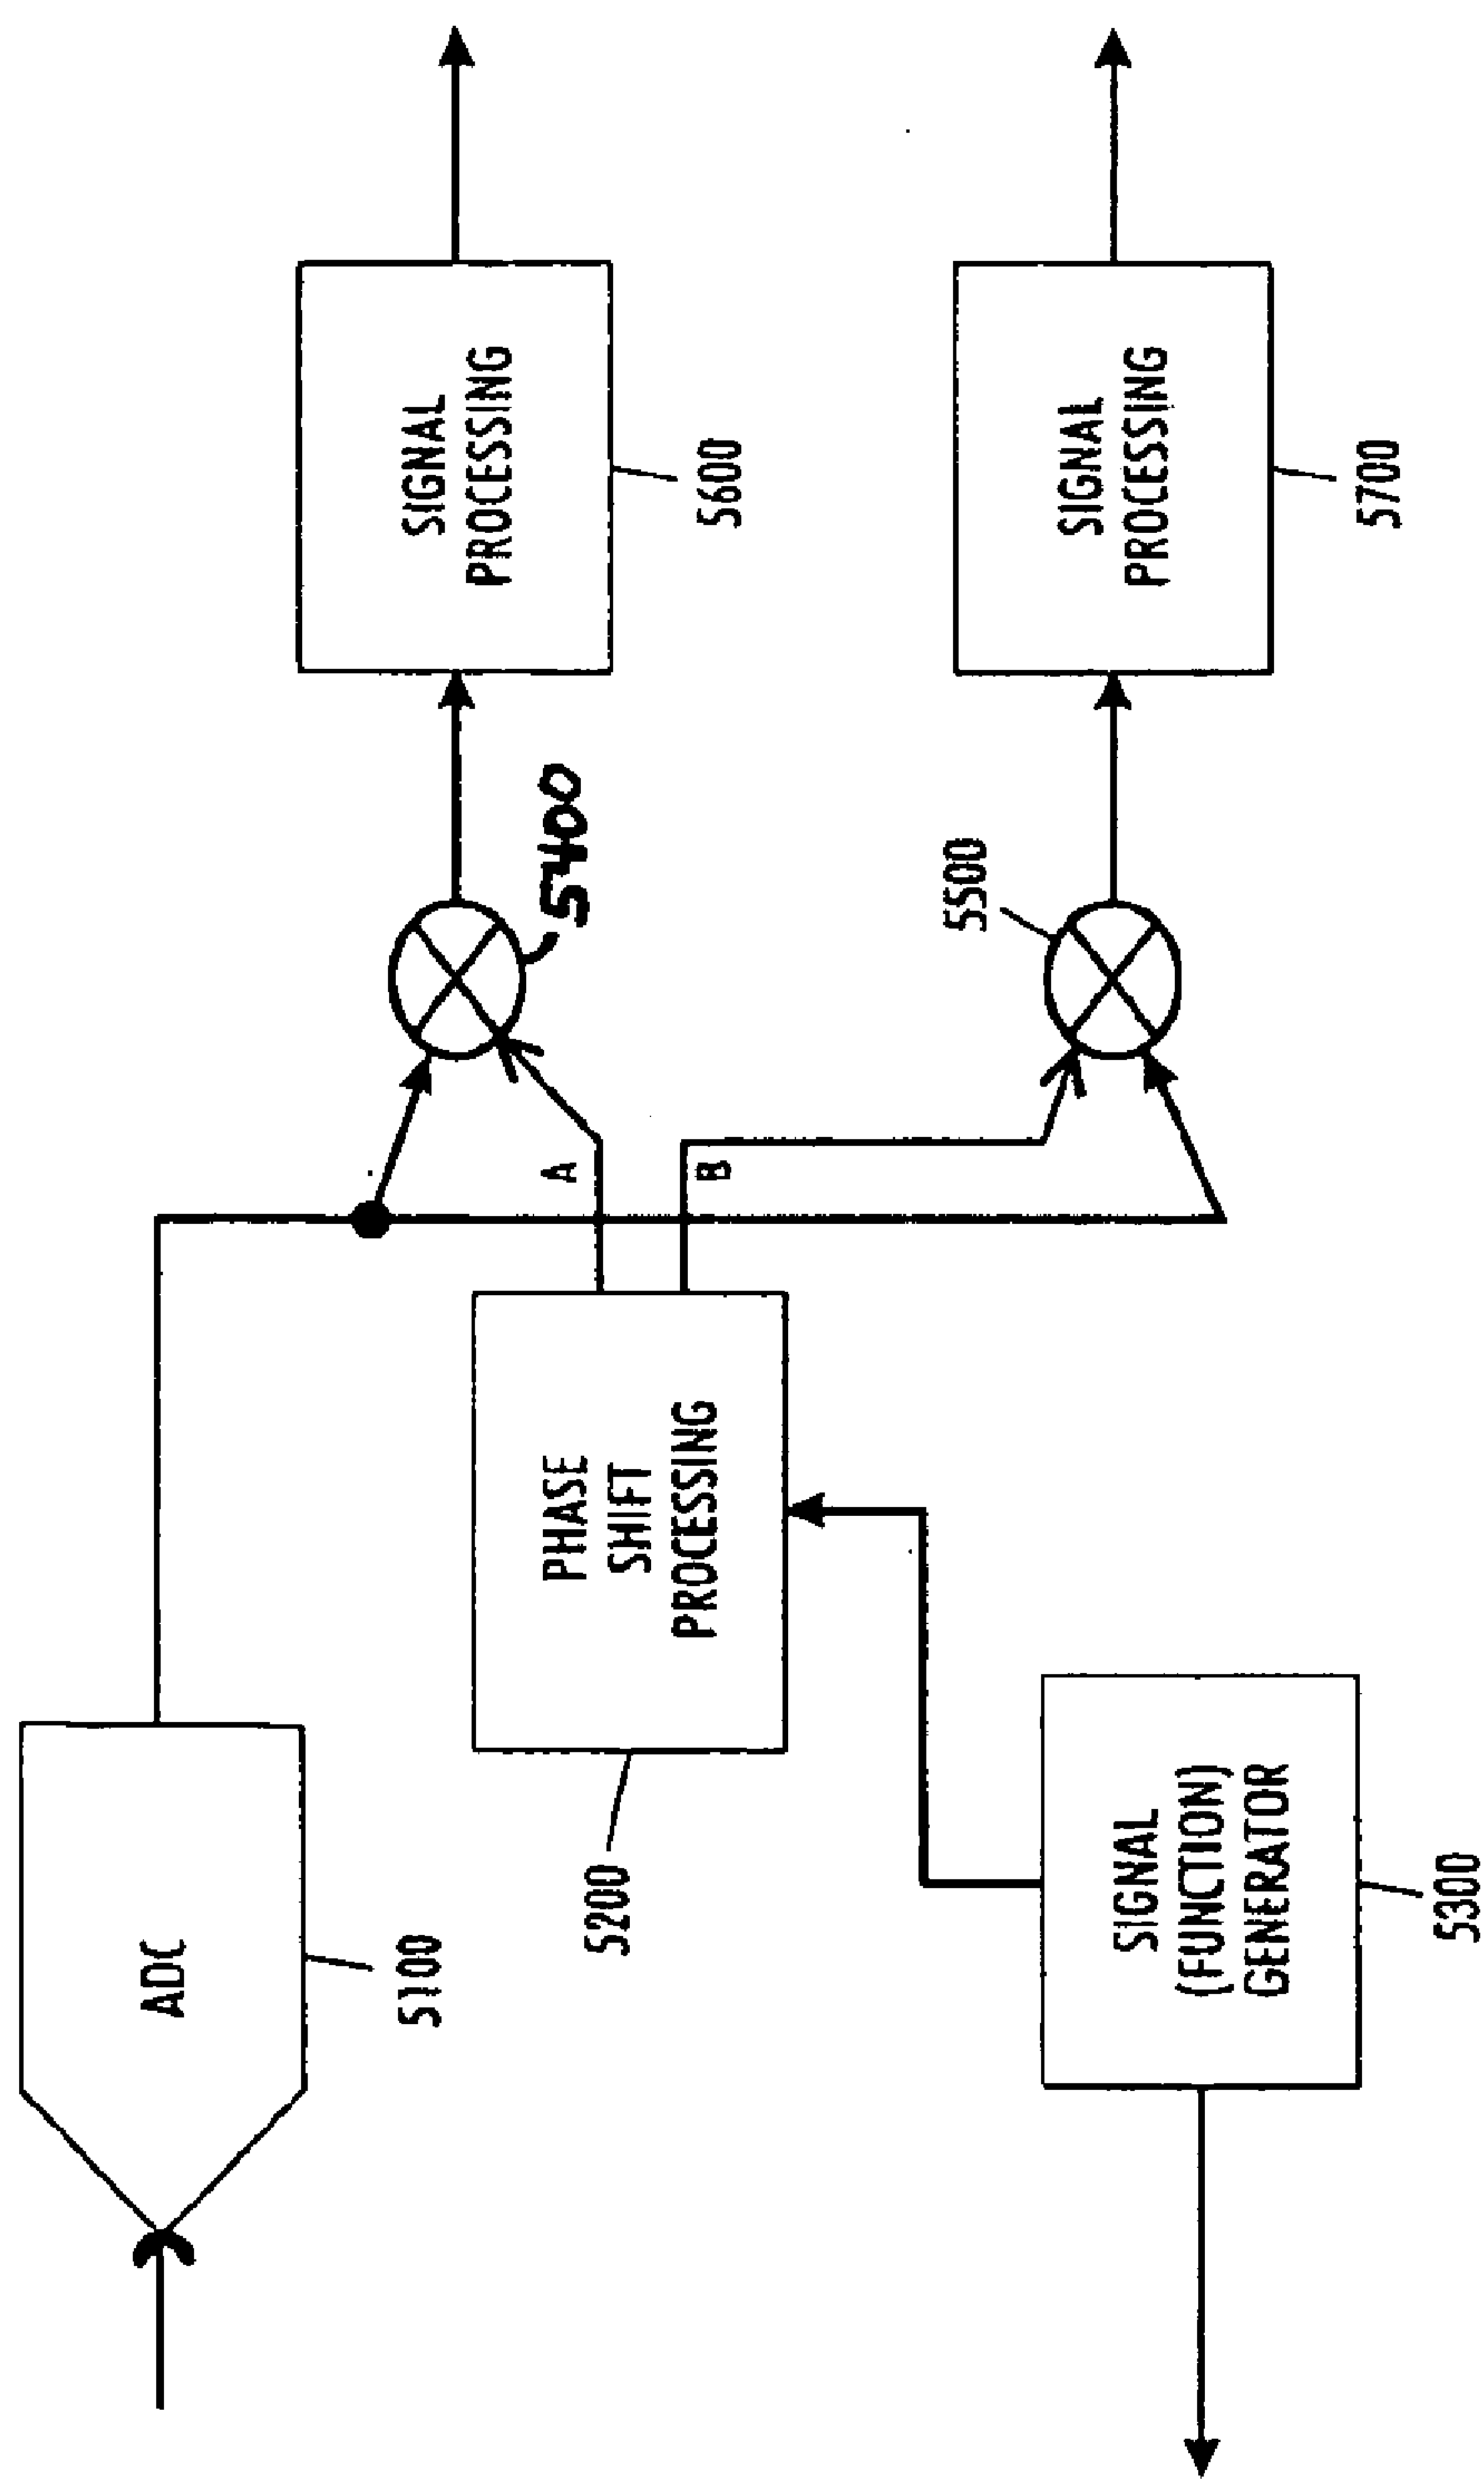 ADC
5100
PHASE
SHIFT
PROCESSING
5200
SIGNAL
(FUNCTION)
GENERATOR
5300
A
B
5400
5500
SIGNAL
PROCESSING
5600
SIGNAL
PROCESSING
5700